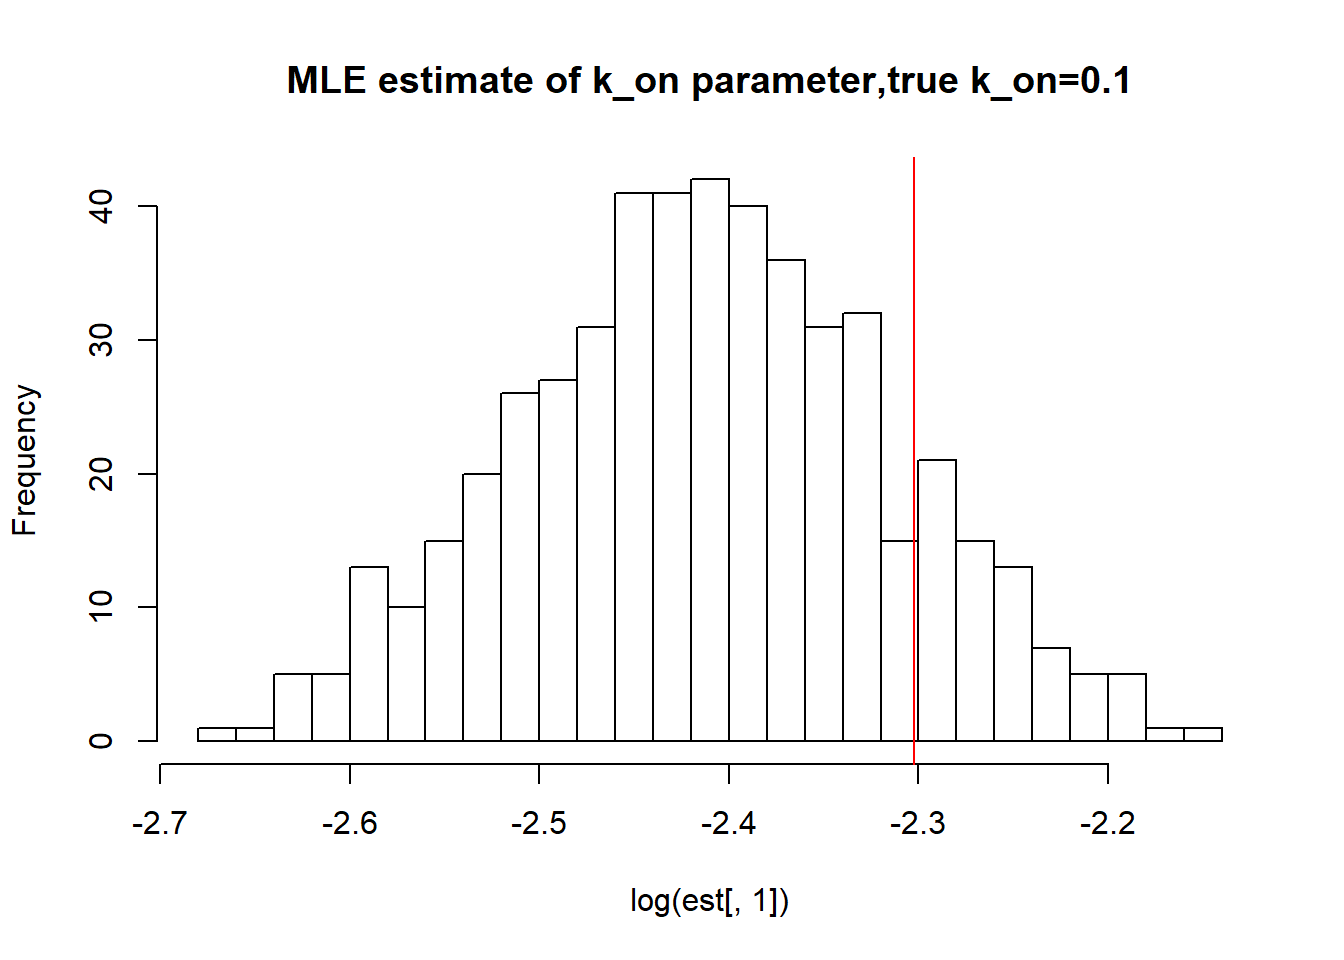 MLE estimate of k_on parameter,true k_on=0.1
Frequency
40
30
20
10
0
-2.7 -2.6 -2.5 -2.4 -2.3 -2.2
log(est[, 1])